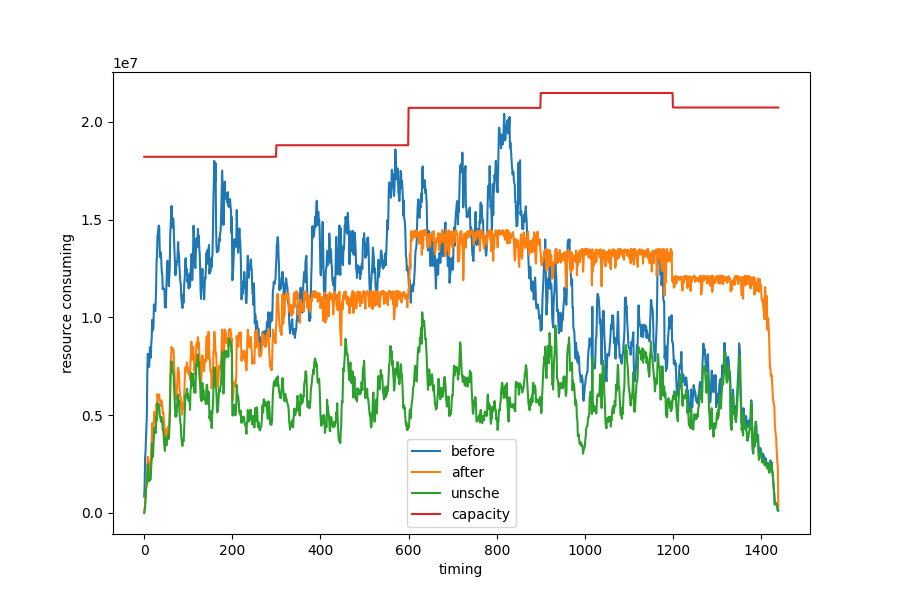 1e7
2.0
1.5
1.0
0.5
0.0
resource consuming
before
after
unsche
capacity
0 200 400 600 800 1000 1200 1400
timing